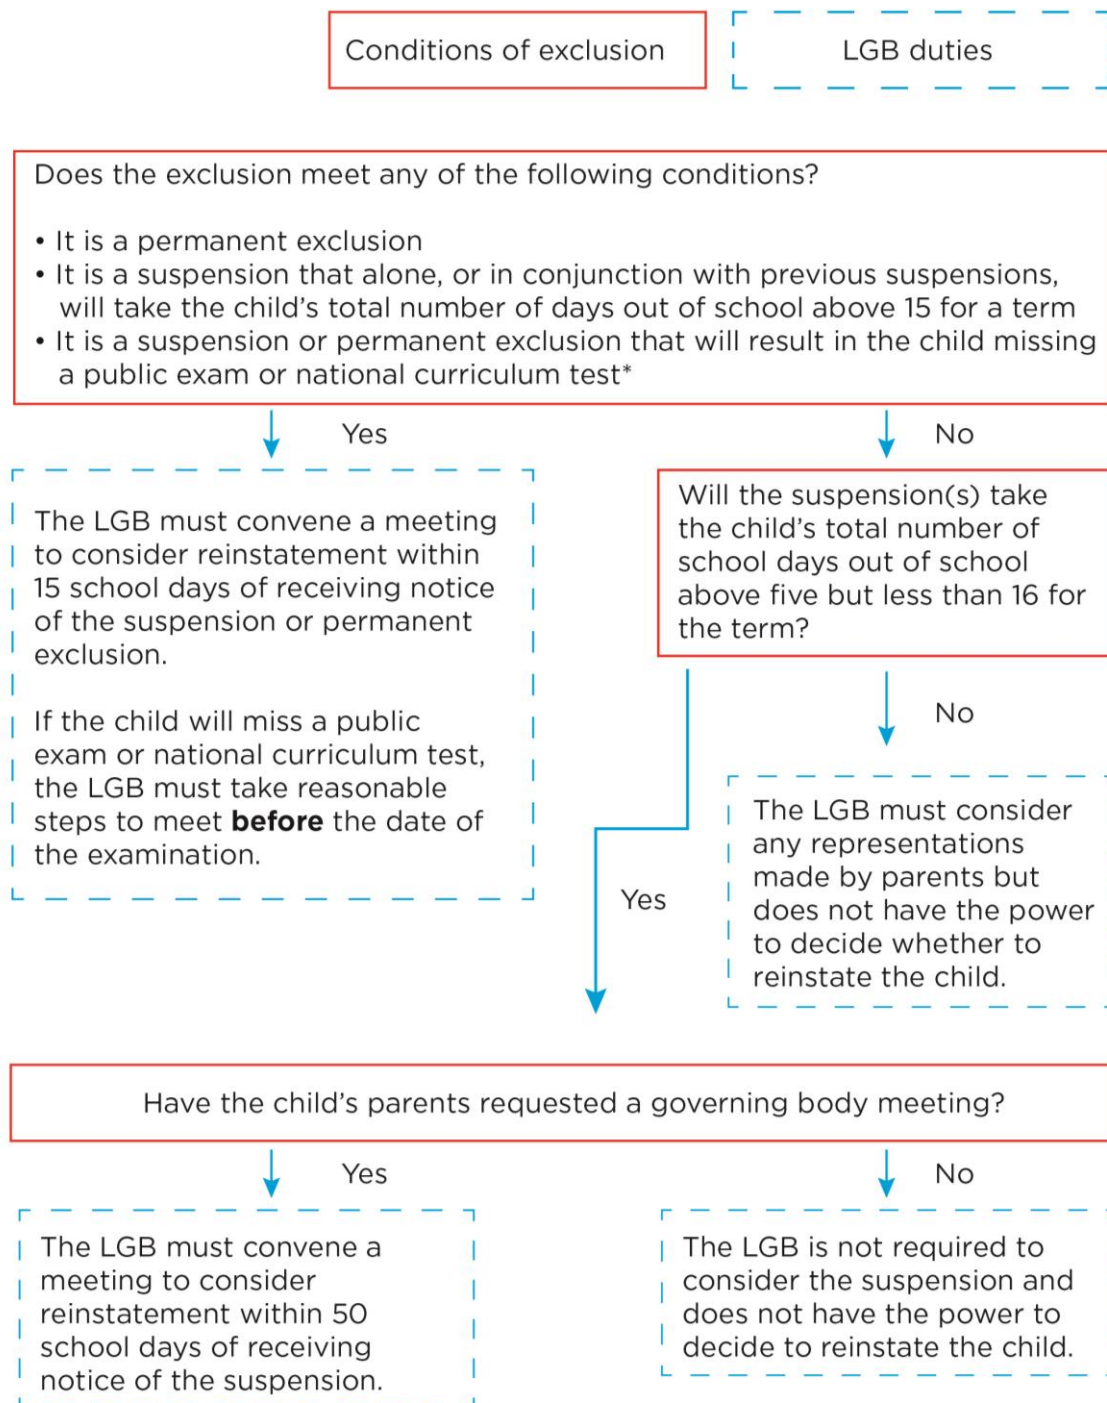 Conditions of exclusion
LGB duties
Does the exclusion meet any of the following conditions?
• It is a permanent exclusion
• It is a suspension that alone, or in conjunction with previous suspensions,
will take the child’s total number of days out of school above 15 for a term
• It is a suspension or permanent exclusion that will result in the child missing
a public exam or national curriculum test*
Yes
No
The LGB must convene a meeting
to consider reinstatement within
15 school days of receiving notice
of the suspension or permanent
exclusion.
If the child will miss a public
exam or national curriculum test,
the LGB must take reasonable
steps to meet before the date of
the examination.
Will the suspension(s) take
the child’s total number of
school days out of school
above five but less than 16 for
the term?
No
The LGB must consider
any representations
made by parents but
does not have the power
to decide whether to
reinstate the child.
Yes
Have the child’s parents requested a governing body meeting?
Yes
No
The LGB must convene a
meeting to consider
reinstatement within 50
school days of receiving
notice of the suspension.
The LGB is not required to
consider the suspension and
does not have the power to
decide to reinstate the child.